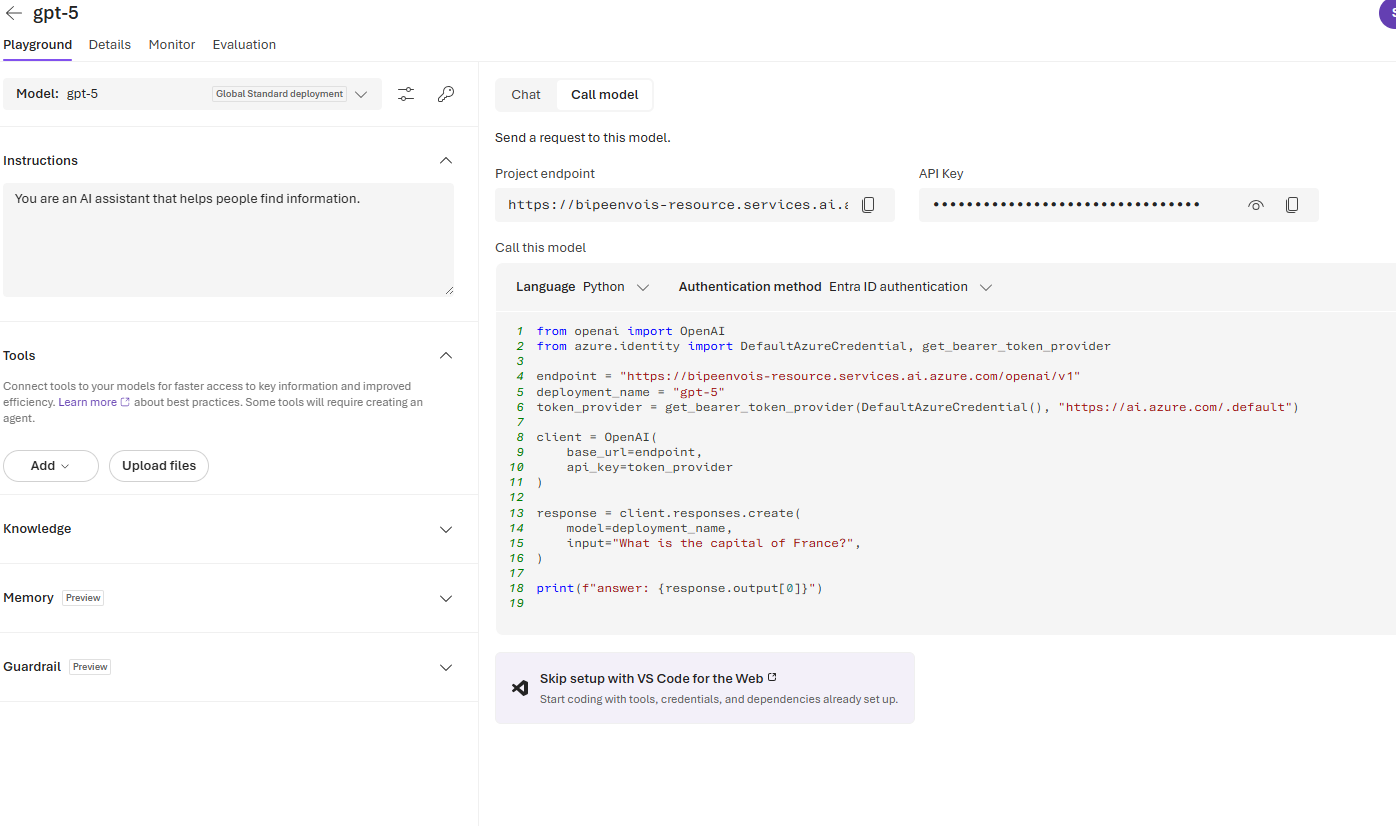 gpt-5
S
Playground Details Monitor Evaluation
Model: gpt-5 Global Standard deployment
Instructions
You are an AI assistant that helps people find information.
Tools
Connect tools to your models for faster access to key information and improved
efficiency. Learn more about best practices. Some tools will require creating an
agent.
Add Upload files
Knowledge
Memory Preview
Guardrail Preview
Chat Call model
Send a request to this model.
Project endpoint API Key
https://bipeenvois-resource.services.ai.a ••••••••••••••••••••••••••••••••
Call this model
Language Python Authentication method Entra ID authentication
1 from openai import OpenAI
2 from azure.identity import DefaultAzureCredential, get_bearer_token_provider
3
4 endpoint = "https://bipeenvois-resource.services.ai.azure.com/openai/v1"
5 deployment_name = "gpt-5"
6 token_provider = get_bearer_token_provider(DefaultAzureCredential(), "https://ai.azure.com/.default")
7
8 client = OpenAI(
9     base_url=endpoint,
10     api_key=token_provider
11 )
12
13 response = client.responses.create(
14     model=deployment_name,
15     input="What is the capital of France?",
16 )
17
18 print(f"answer: {response.output[0]}")
19
Skip setup with VS Code for the Web
Start coding with tools, credentials, and dependencies already set up.